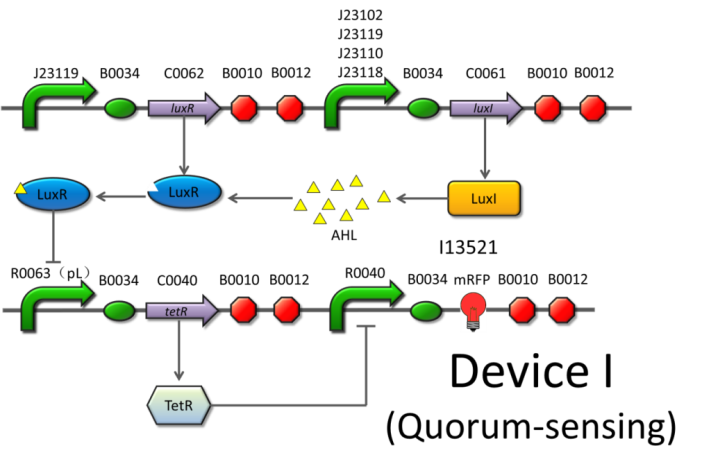 J23102
J23119
J23110
J23118
J23119 B0034 C0062 B0010 B0012 B0034 C0061 B0010 B0012
luxR luxI
LuxR LuxR LuxI
AHL
I13521
R0063（pL） B0034 C0040 B0010 B0012 R0040 B0034 mRFP B0010 B0012
tetR
Device I
TetR
(Quorum-sensing)